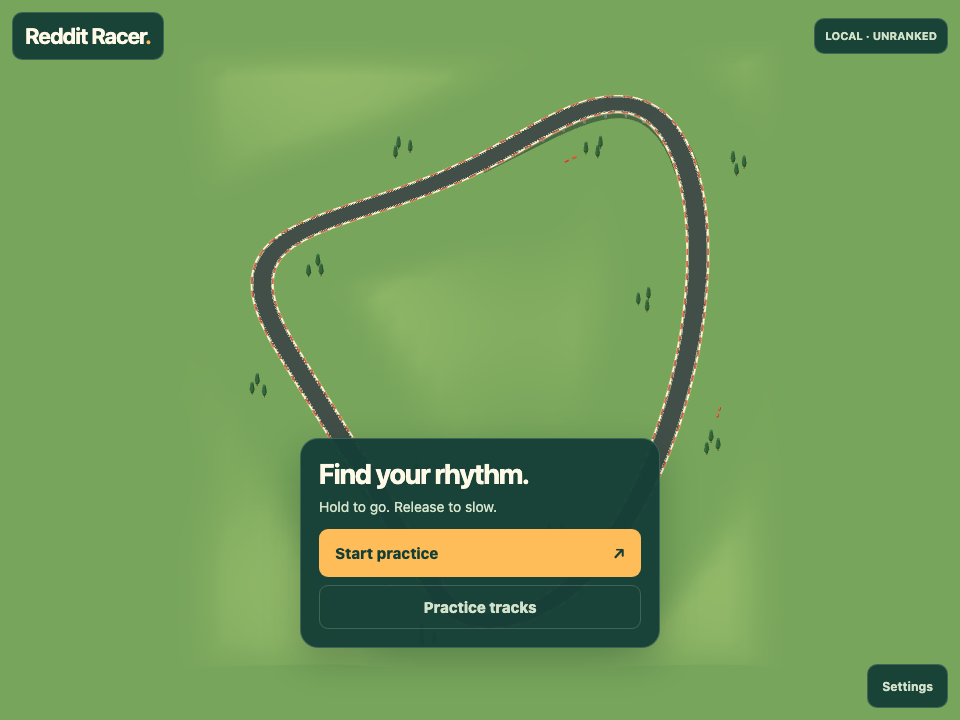 Reddit Racer.
LOCAL · UNRANKED
Find your rhythm.
Hold to go. Release to slow.
Start practice
Practice tracks
Settings